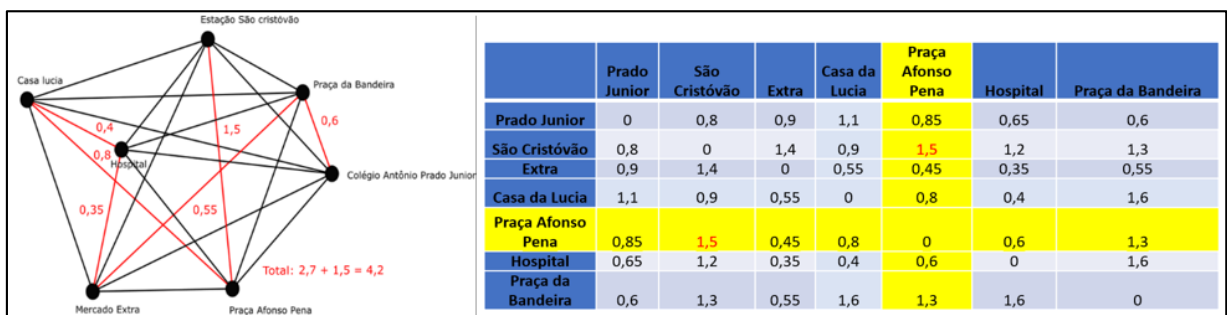 Estação São cristóvão
Casa lucia
Praça da Bandeira
0,4
1,5
0,6
0,8
Hospital
Colégio Antônio Prado Junior
0,35
0,55
Total: 2,7 + 1,5 = 4,2
Mercado Extra
Praça Afonso Pena
Prado Junior São Cristóvão Extra Casa da Lucia Praça Afonso Pena Hospital Praça da Bandeira
Prado Junior 0 0,8 0,9 1,1 0,85 0,65 0,6
São Cristóvão 0,8 0 1,4 0,9 1,5 1,2 1,3
Extra 0,9 1,4 0 0,55 0,45 0,35 0,55
Casa da Lucia 1,1 0,9 0,55 0 0,8 0,4 1,6
Praça Afonso Pena 0,85 1,5 0,45 0,8 0 0,6 1,3
Hospital 0,65 1,2 0,35 0,4 0,6 0 1,6
Praça da Bandeira 0,6 1,3 0,55 1,6 1,3 1,6 0